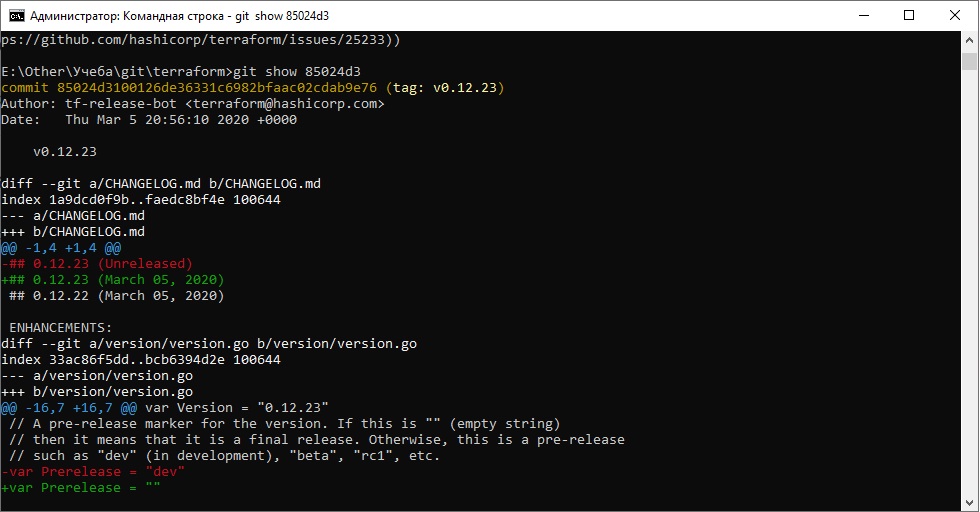 Администратор: Командная строка - git show 85024d3
ps://github.com/hashicorp/terraform/issues/25233))
E:\Other\Учеба\git\terraform>git show 85024d3
commit 85024d3100126de36331c6982bfaac02cdab9e76 (tag: v0.12.23)
Author: tf-release-bot <terraform@hashicorp.com>
Date:   Thu Mar 5 20:56:10 2020 +0000
    v0.12.23
diff --git a/CHANGELOG.md b/CHANGELOG.md
index 1a9dcd0f9b..faedc8bf4e 100644
--- a/CHANGELOG.md
+++ b/CHANGELOG.md
@@ -1,4 +1,4 @@
-## 0.12.23 (Unreleased)
+## 0.12.23 (March 05, 2020)
 ## 0.12.22 (March 05, 2020)
 ENHANCEMENTS:
diff --git a/version/version.go b/version/version.go
index 33ac86f5dd..bcb6394d2e 100644
--- a/version/version.go
+++ b/version/version.go
@@ -16,7 +16,7 @@ var Version = "0.12.23"
 // A pre-release marker for the version. If this is "" (empty string)
 // then it means that it is a final release. Otherwise, this is a pre-release
 // such as "dev" (in development), "beta", "rc1", etc.
-var Prerelease = "dev"
+var Prerelease = ""